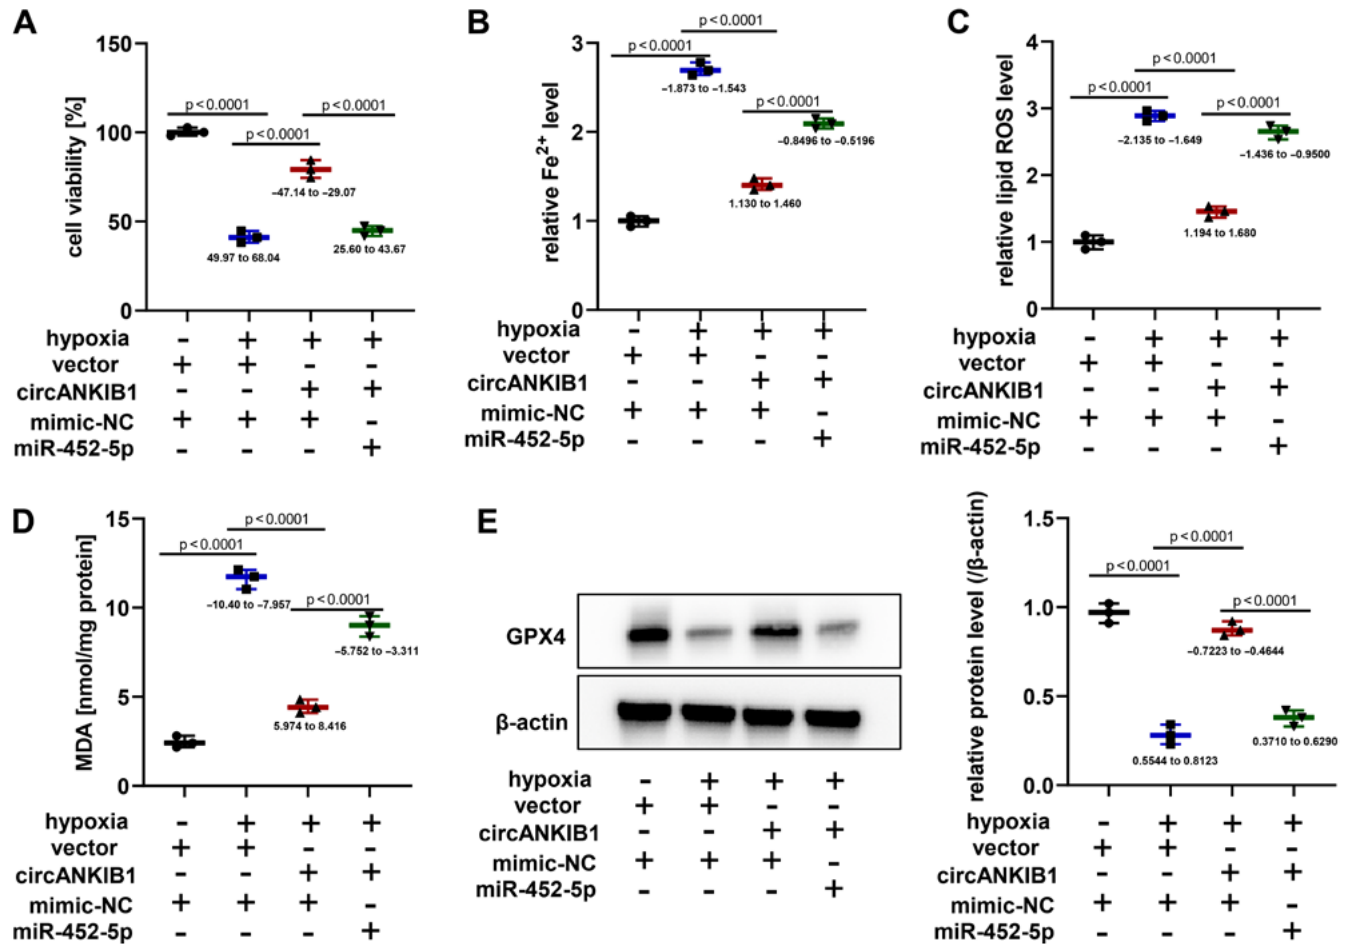 A
cell viability [%]
150
100
50
0
p < 0.0001
p < 0.0001
p < 0.0001
−47.14 to −29.07
49.97 to 68.04
25.60 to 43.67
hypoxia - + + +
vector + + - -
circANKIB1 - - + +
mimic-NC + + + -
miR-452-5p - - - +
B
relative Fe2+ level
3
2
1
0
p < 0.0001
p < 0.0001
−1.873 to −1.543
p < 0.0001
−0.8496 to −0.5196
1.130 to 1.460
hypoxia - + + +
vector + + - -
circANKIB1 - - + +
mimic-NC + + + -
miR-452-5p - - - +
C
relative lipid ROS level
4
3
2
1
0
p < 0.0001
p < 0.0001
p < 0.0001
−2.135 to −1.649
−1.436 to −0.9500
1.194 to 1.680
hypoxia - + + +
vector + + - -
circANKIB1 - - + +
mimic-NC + + + -
miR-452-5p - - - +
D
MDA [nmol/mg protein]
15
10
5
0
p < 0.0001
p < 0.0001
−10.40 to −7.957
p < 0.0001
−5.752 to −3.311
5.974 to 8.416
hypoxia - + + +
vector + + - -
circANKIB1 - - + +
mimic-NC + + + -
miR-452-5p - - - +
E
GPX4
β-actin
hypoxia - + + +
vector + + - -
circANKIB1 - - + +
mimic-NC + + + -
miR-452-5p - - - +
relative protein level (/β-actin)
1.5
1.0
0.5
0.0
p < 0.0001
p < 0.0001
p < 0.0001
−0.7223 to −0.4644
0.5544 to 0.8123
0.3710 to 0.6290
hypoxia - + + +
vector + + - -
circANKIB1 - - + +
mimic-NC + + + -
miR-452-5p - - - +